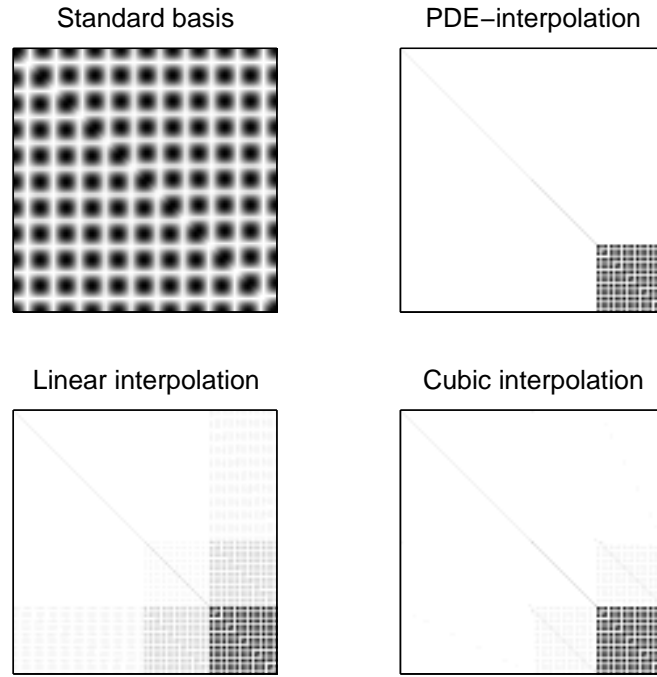 Standard basis
PDE−interpolation
Linear interpolation
Cubic interpolation